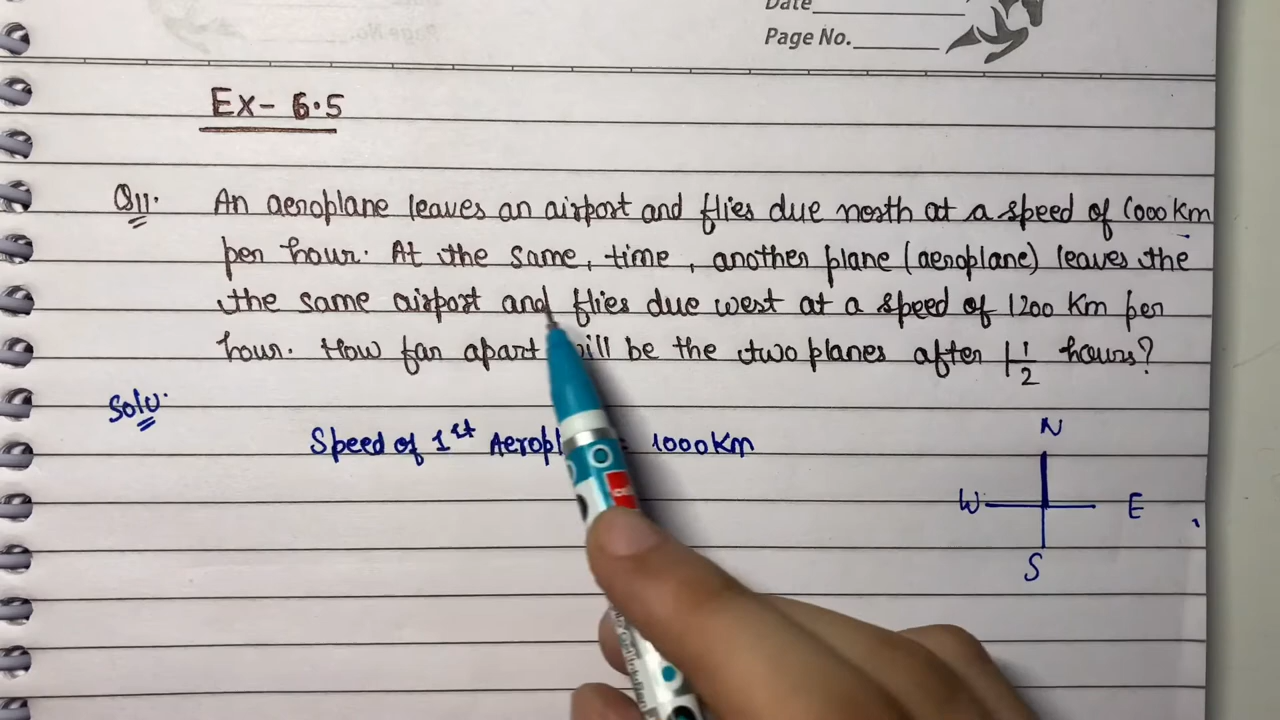 Date
Page No.
Ex- 6.5
Q11. An aeroplane leaves an airport and flies due north at a speed of 1000 Km
per hour. At the same, time, another plane (aeroplane) leaves the
the same airport and flies due west at a speed of 1200 Km per
hour. How far apart will be the two planes after 1 1/2 hours?
Solu.
Speed of 1st Aeropl = 1000 Km
N
W E
S